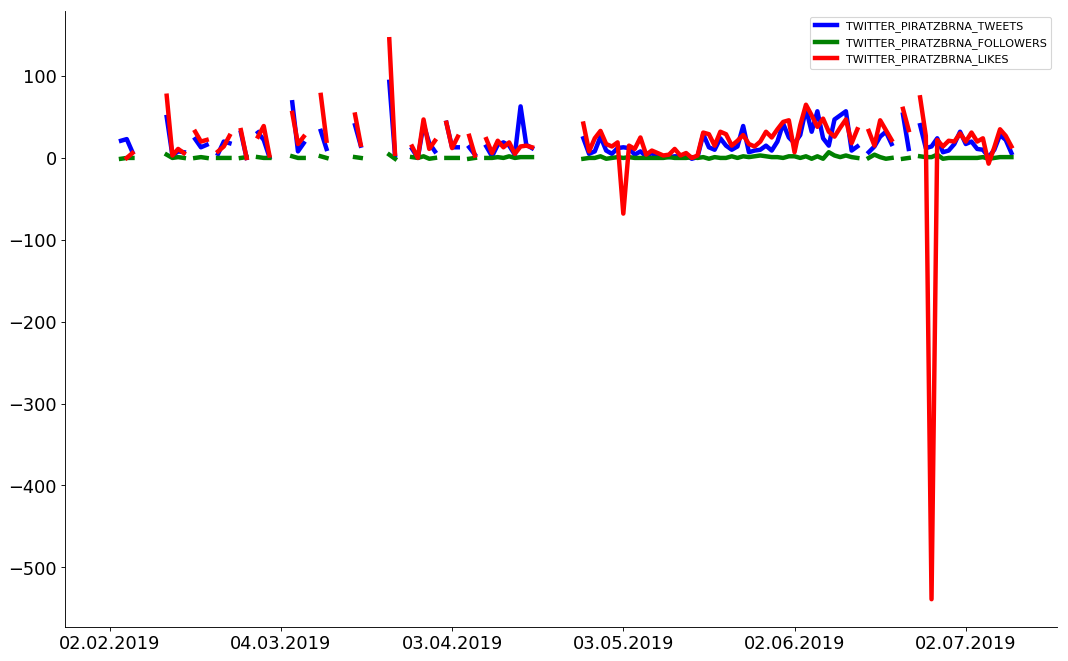 TWITTER_PIRATZBRNA_TWEETS
TWITTER_PIRATZBRNA_FOLLOWERS
TWITTER_PIRATZBRNA_LIKES
100
0
−100
−200
−300
−400
−500
02.02.2019 04.03.2019 03.04.2019 03.05.2019 02.06.2019 02.07.2019